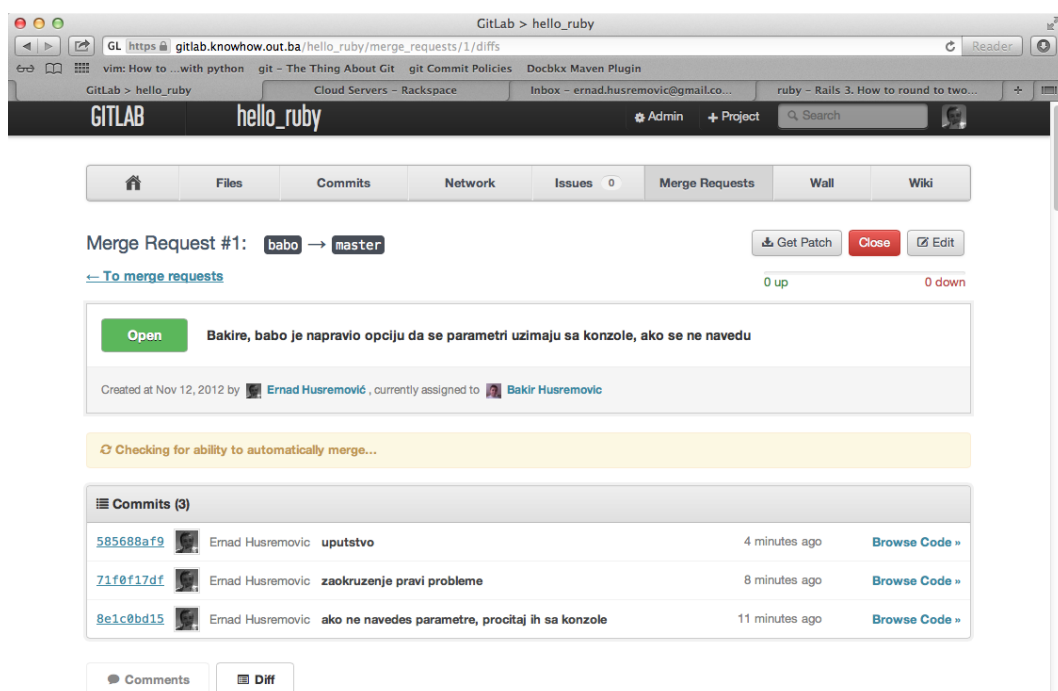 GitLab > hello_ruby
GL https gitlab.knowhow.out.ba/hello_ruby/merge_requests/1/diffs Reader
vim: How to ...with python git – The Thing About Git git Commit Policies Docbkx Maven Plugin
GitLab > hello_ruby Cloud Servers – Rackspace Inbox – ernad.husremovic@gmail.co... ruby – Rails 3. How to round to two...
GITLAB hello_ruby Admin + Project Search
Files Commits Network Issues 0 Merge Requests Wall Wiki
Merge Request #1: babo → master Get Patch Close Edit
← To merge requests 0 up 0 down
Open Bakire, babo je napravio opciju da se parametri uzimaju sa konzole, ako se ne navedu
Created at Nov 12, 2012 by Ernad Husremović , currently assigned to Bakir Husremovic
Checking for ability to automatically merge...
Commits (3)
585688af9 Ernad Husremovic uputstvo 4 minutes ago Browse Code »
71f0f17df Ernad Husremovic zaokruzenje pravi probleme 8 minutes ago Browse Code »
8e1c0bd15 Ernad Husremovic ako ne navedes parametre, procitaj ih sa konzole 11 minutes ago Browse Code »
Comments Diff